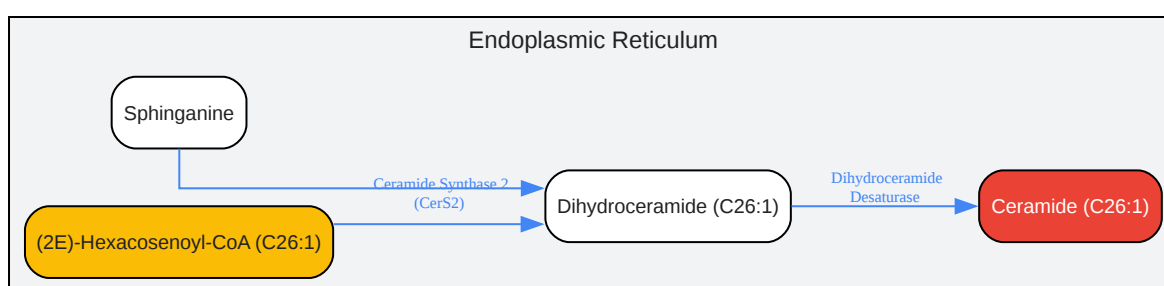 Endoplasmic Reticulum
Sphinganine
(2E)-Hexacosenoyl-CoA (C26:1)
Ceramide Synthase 2
(CerS2)
Dihydroceramide (C26:1)
Dihydroceramide
Desaturase
Ceramide (C26:1)